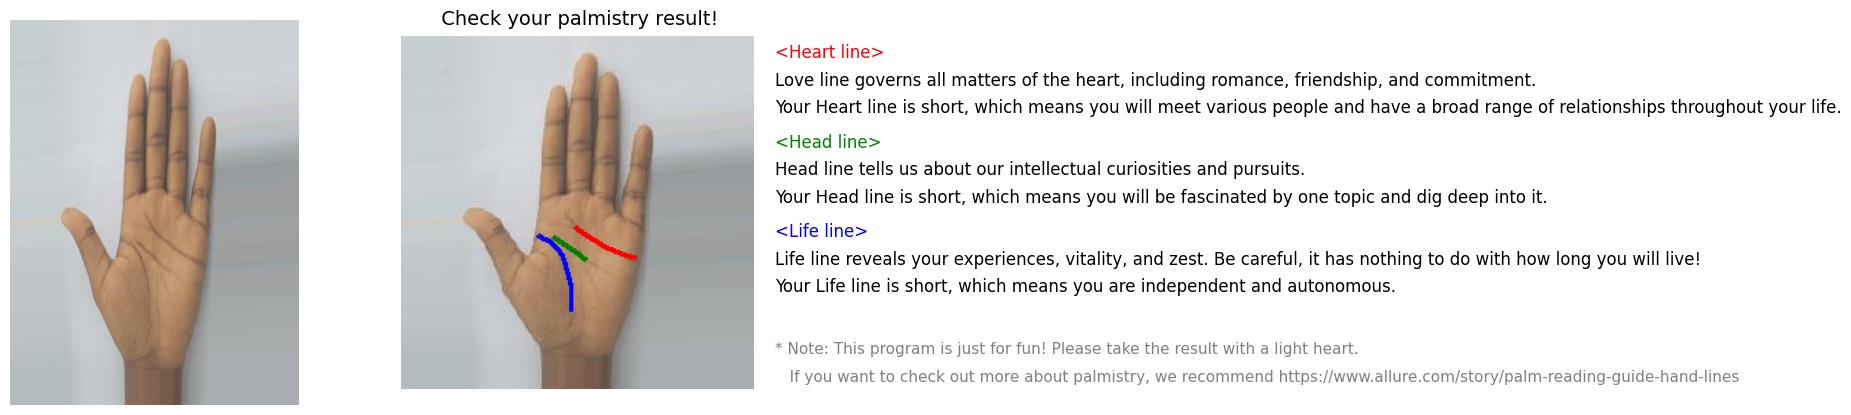 Check your palmistry result!
<Heart line>
Love line governs all matters of the heart, including romance, friendship, and commitment.
Your Heart line is short, which means you will meet various people and have a broad range of relationships throughout your life.
<Head line>
Head line tells us about our intellectual curiosities and pursuits.
Your Head line is short, which means you will be fascinated by one topic and dig deep into it.
<Life line>
Life line reveals your experiences, vitality, and zest. Be careful, it has nothing to do with how long you will live!
Your Life line is short, which means you are independent and autonomous.
* Note: This program is just for fun! Please take the result with a light heart.
If you want to check out more about palmistry, we recommend https://www.allure.com/story/palm-reading-guide-hand-lines